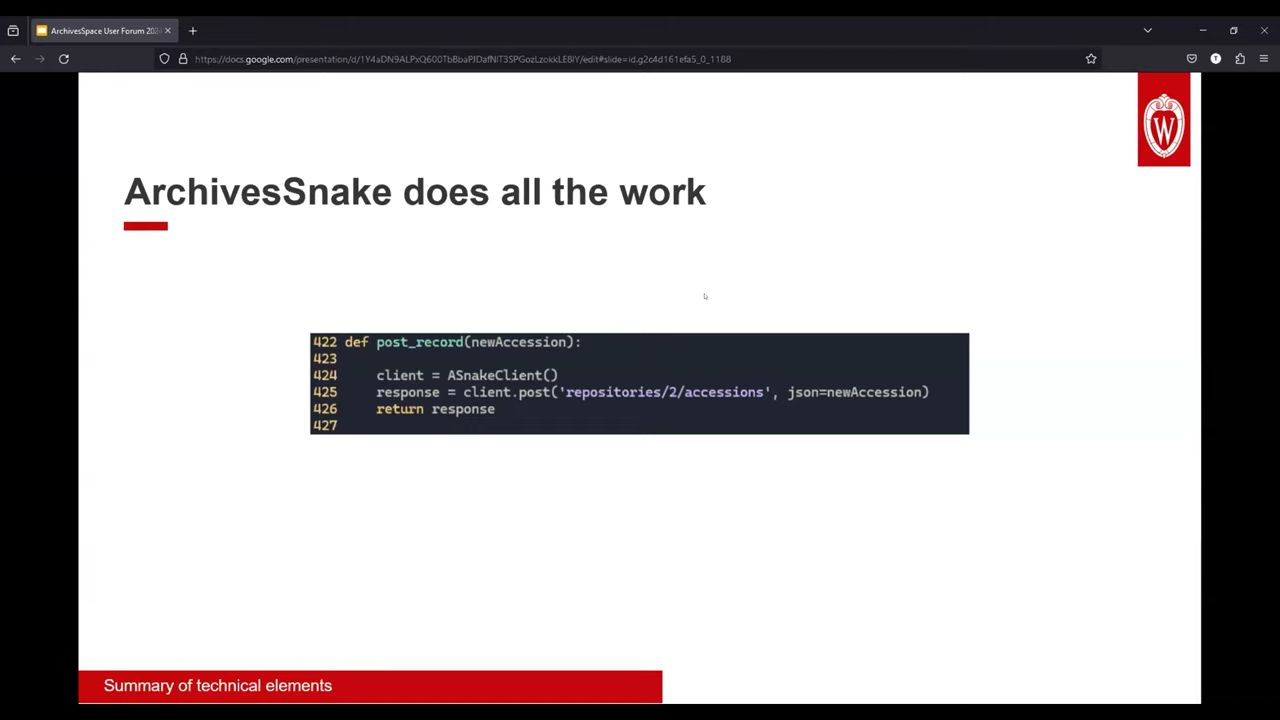 ArchivesSpace User Forum 2024
https://docs.google.com/presentation/d/1Y4aDN9ALPxQ600TbBbaPJDafNIT3SPGozLzokkLE8IY/edit#slide=id.g2c4d161efa5_0_1188
T
W
ArchivesSnake does all the work
422 def post_record(newAccession):
423
424 client = ASnakeClient()
425 response = client.post('repositories/2/accessions', json=newAccession)
426 return response
427
Summary of technical elements